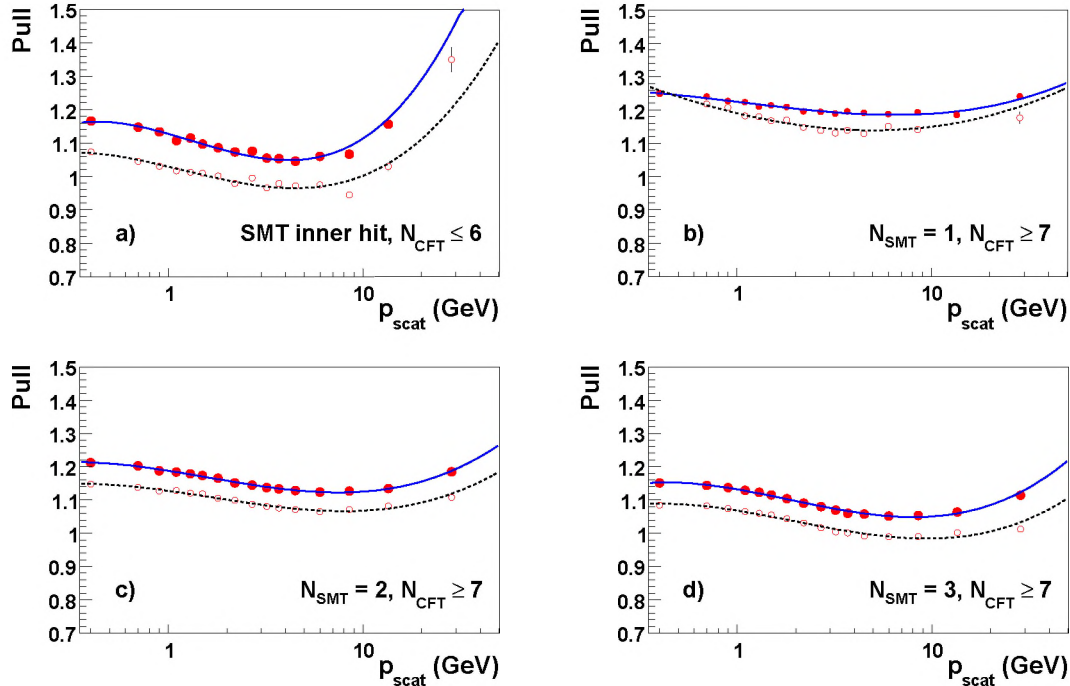 Pull
1.5
1.4
1.3
1.2
1.1
1
0.9
0.8
0.7
a)
SMT inner hit, N_CFT ≤ 6
1
10
p_scat (GeV)
Pull
1.5
1.4
1.3
1.2
1.1
1
0.9
0.8
0.7
b)
N_SMT = 1, N_CFT ≥ 7
1
10
p_scat (GeV)
Pull
1.5
1.4
1.3
1.2
1.1
1
0.9
0.8
0.7
c)
N_SMT = 2, N_CFT ≥ 7
1
10
p_scat (GeV)
Pull
1.5
1.4
1.3
1.2
1.1
1
0.9
0.8
0.7
d)
N_SMT = 3, N_CFT ≥ 7
1
10
p_scat (GeV)